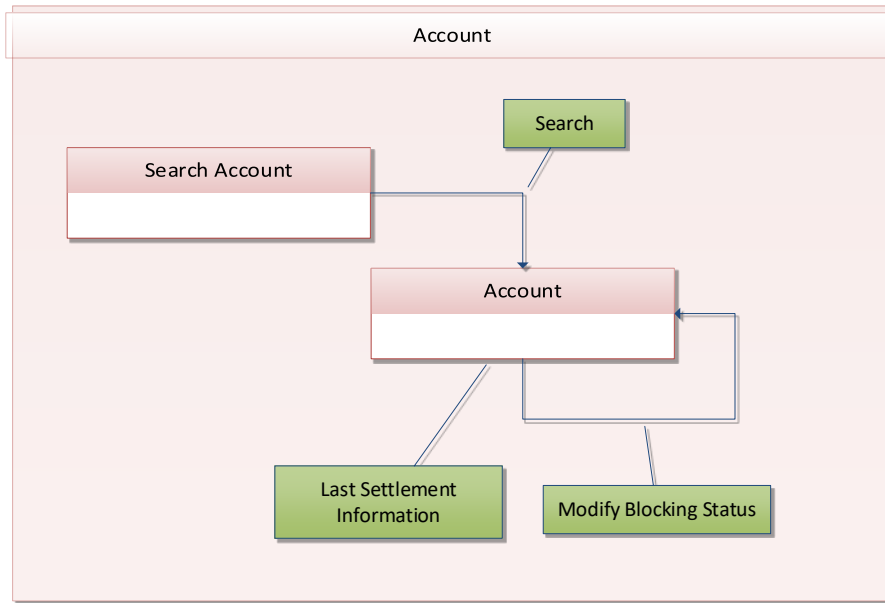 Account
Search
Search Account
Account
Last Settlement
Information
Modify Blocking Status